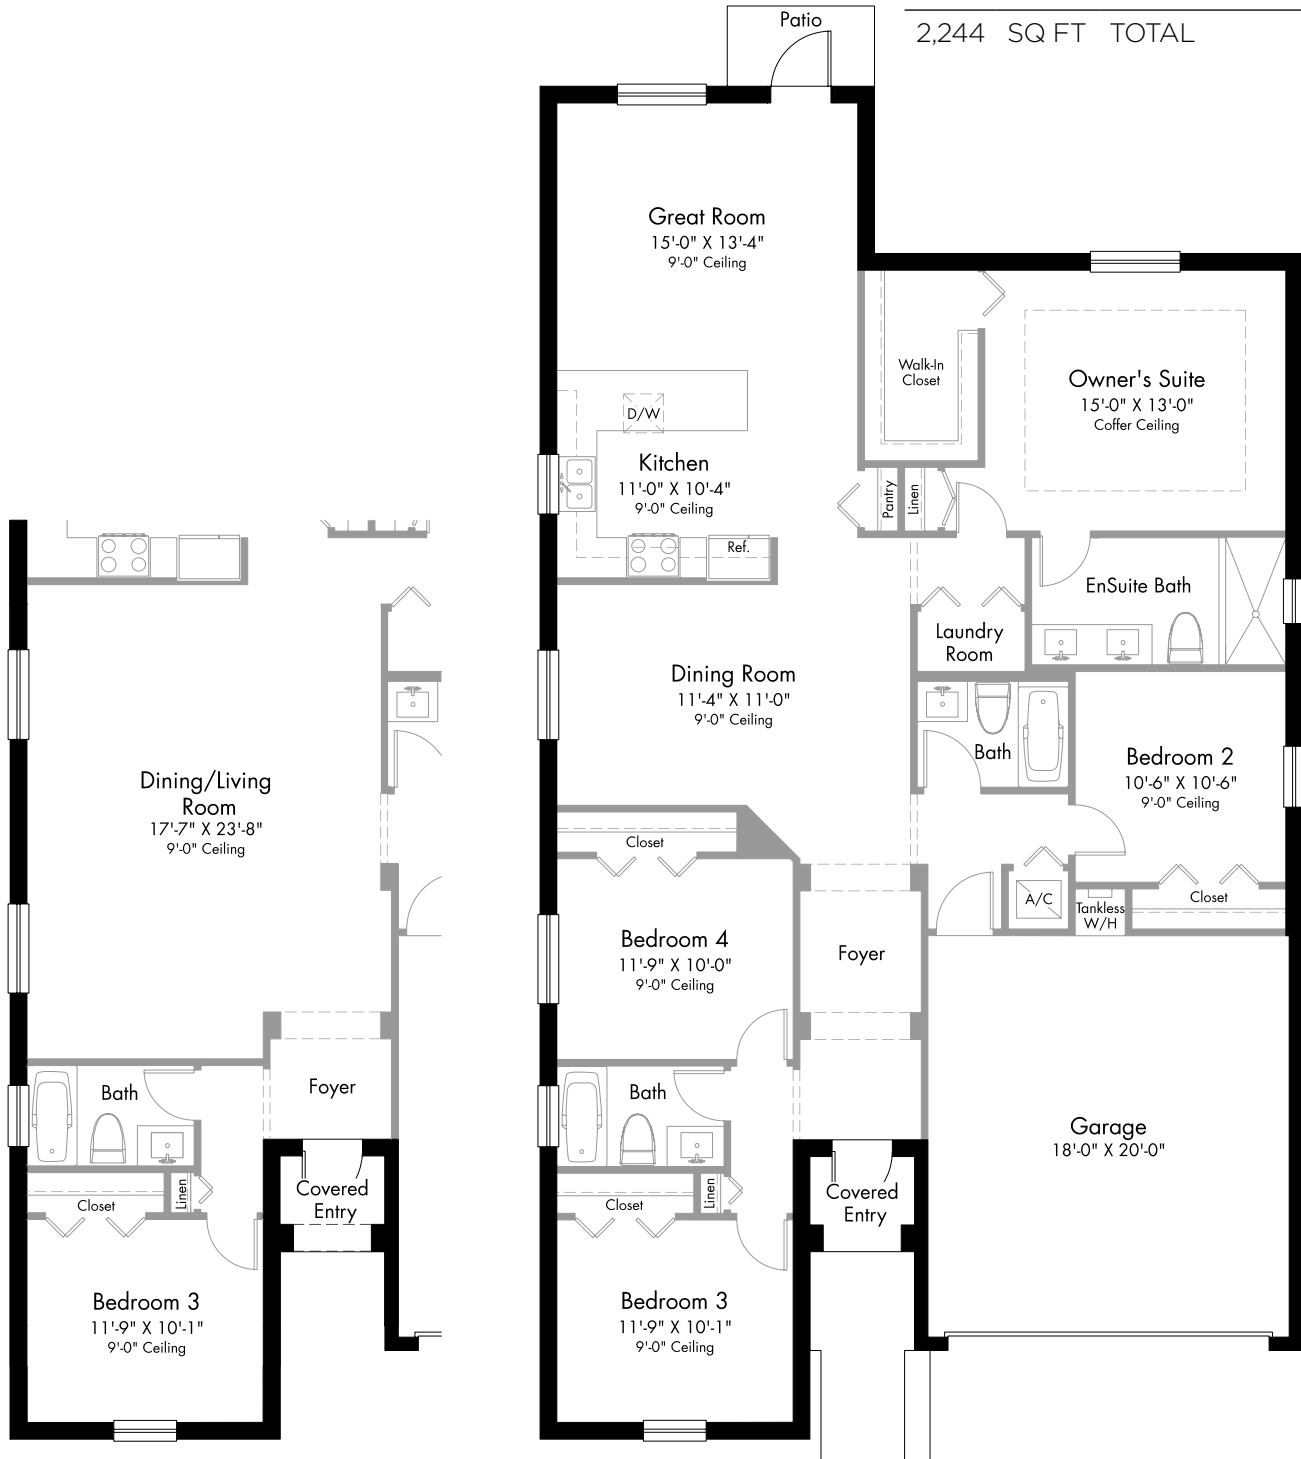 2,244 SQ FT TOTAL
Patio
Great Room
15'-0" X 13'-4"
9'-0" Ceiling
Walk-In
Closet
Owner's Suite
15'-0" X 13'-0"
Coffer Ceiling
D/W
Kitchen
11'-0" X 10'-4"
9'-0" Ceiling
Pantry
Linen
Ref.
EnSuite Bath
Laundry
Room
Dining Room
11'-4" X 11'-0"
9'-0" Ceiling
Bath
Bedroom 2
10'-6" X 10'-6"
9'-0" Ceiling
Closet
A/C
Tankless
W/H
Closet
Bedroom 4
11'-9" X 10'-0"
9'-0" Ceiling
Foyer
Bath
Garage
18'-0" X 20'-0"
Linen
Closet
Covered
Entry
Bedroom 3
11'-9" X 10'-1"
9'-0" Ceiling
Dining/Living
Room
17'-7" X 23'-8"
9'-0" Ceiling
Bath
Foyer
Linen
Closet
Covered
Entry
Bedroom 3
11'-9" X 10'-1"
9'-0" Ceiling